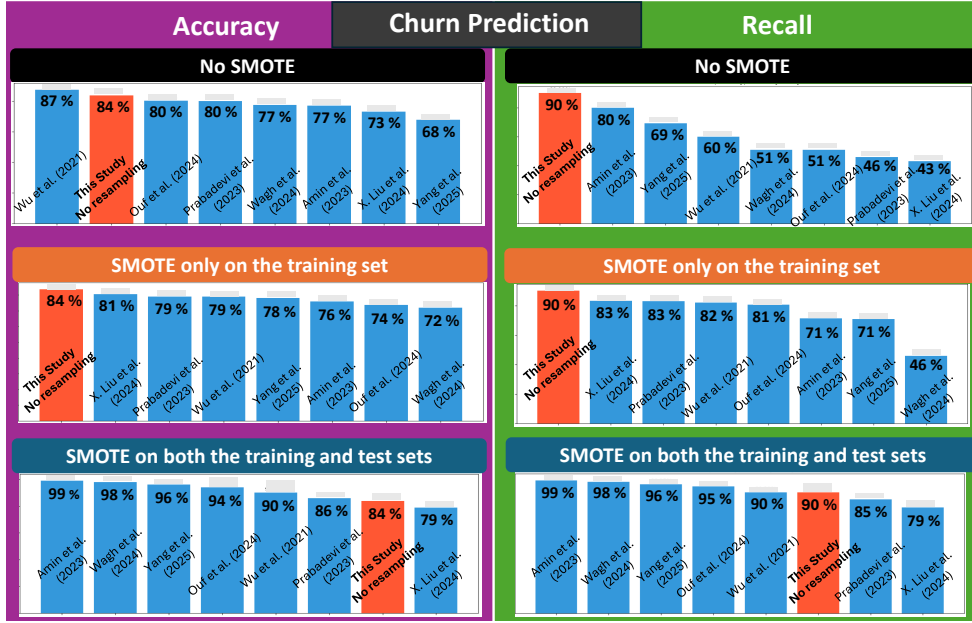 Churn Prediction
Accuracy
Recall
No SMOTE
87 %
84 %
80 %
80 %
77 %
77 %
73 %
68 %
Wu et al. (2021)
This Study
No resampling
Ouf et al. (2024)
Prabadevi et al.
(2023)
Wagh et al.
(2024)
Amin et al.
(2023)
X. Liu et al.
(2024)
Yang et al.
(2025)
No SMOTE
90 %
80 %
69 %
60 %
51 %
51 %
46 %
43 %
This Study
No resampling
Amin et al.
(2023)
Yang et al.
(2025)
Wu et al. (2021)
Wagh et al.
(2024)
Ouf et al. (2024)
Prabadevi et al.
(2023)
X. Liu et al.
(2024)
SMOTE only on the training set
84 %
81 %
79 %
79 %
78 %
76 %
74 %
72 %
This Study
No resampling
X. Liu et al.
(2024)
Prabadevi et al.
(2023)
Wu et al. (2021)
Yang et al.
(2025)
Amin et al.
(2023)
Ouf et al. (2024)
Wagh et al.
(2024)
SMOTE only on the training set
90 %
83 %
83 %
82 %
81 %
71 %
71 %
46 %
This Study
No resampling
X. Liu et al.
(2024)
Prabadevi et al.
(2023)
Wu et al. (2021)
Ouf et al. (2024)
Amin et al.
(2023)
Yang et al.
(2025)
Wagh et al.
(2024)
SMOTE on both the training and test sets
99 %
98 %
96 %
94 %
90 %
86 %
84 %
79 %
Amin et al.
(2023)
Wagh et al.
(2024)
Yang et al.
(2025)
Ouf et al. (2024)
Wu et al. (2021)
Prabadevi et al.
(2023)
This Study
No resampling
X. Liu et al.
(2024)
SMOTE on both the training and test sets
99 %
98 %
96 %
95 %
90 %
90 %
85 %
79 %
Amin et al.
(2023)
Wagh et al.
(2024)
Yang et al.
(2025)
Ouf et al. (2024)
Wu et al. (2021)
This Study
No resampling
Prabadevi et al.
(2023)
X. Liu et al.
(2024)